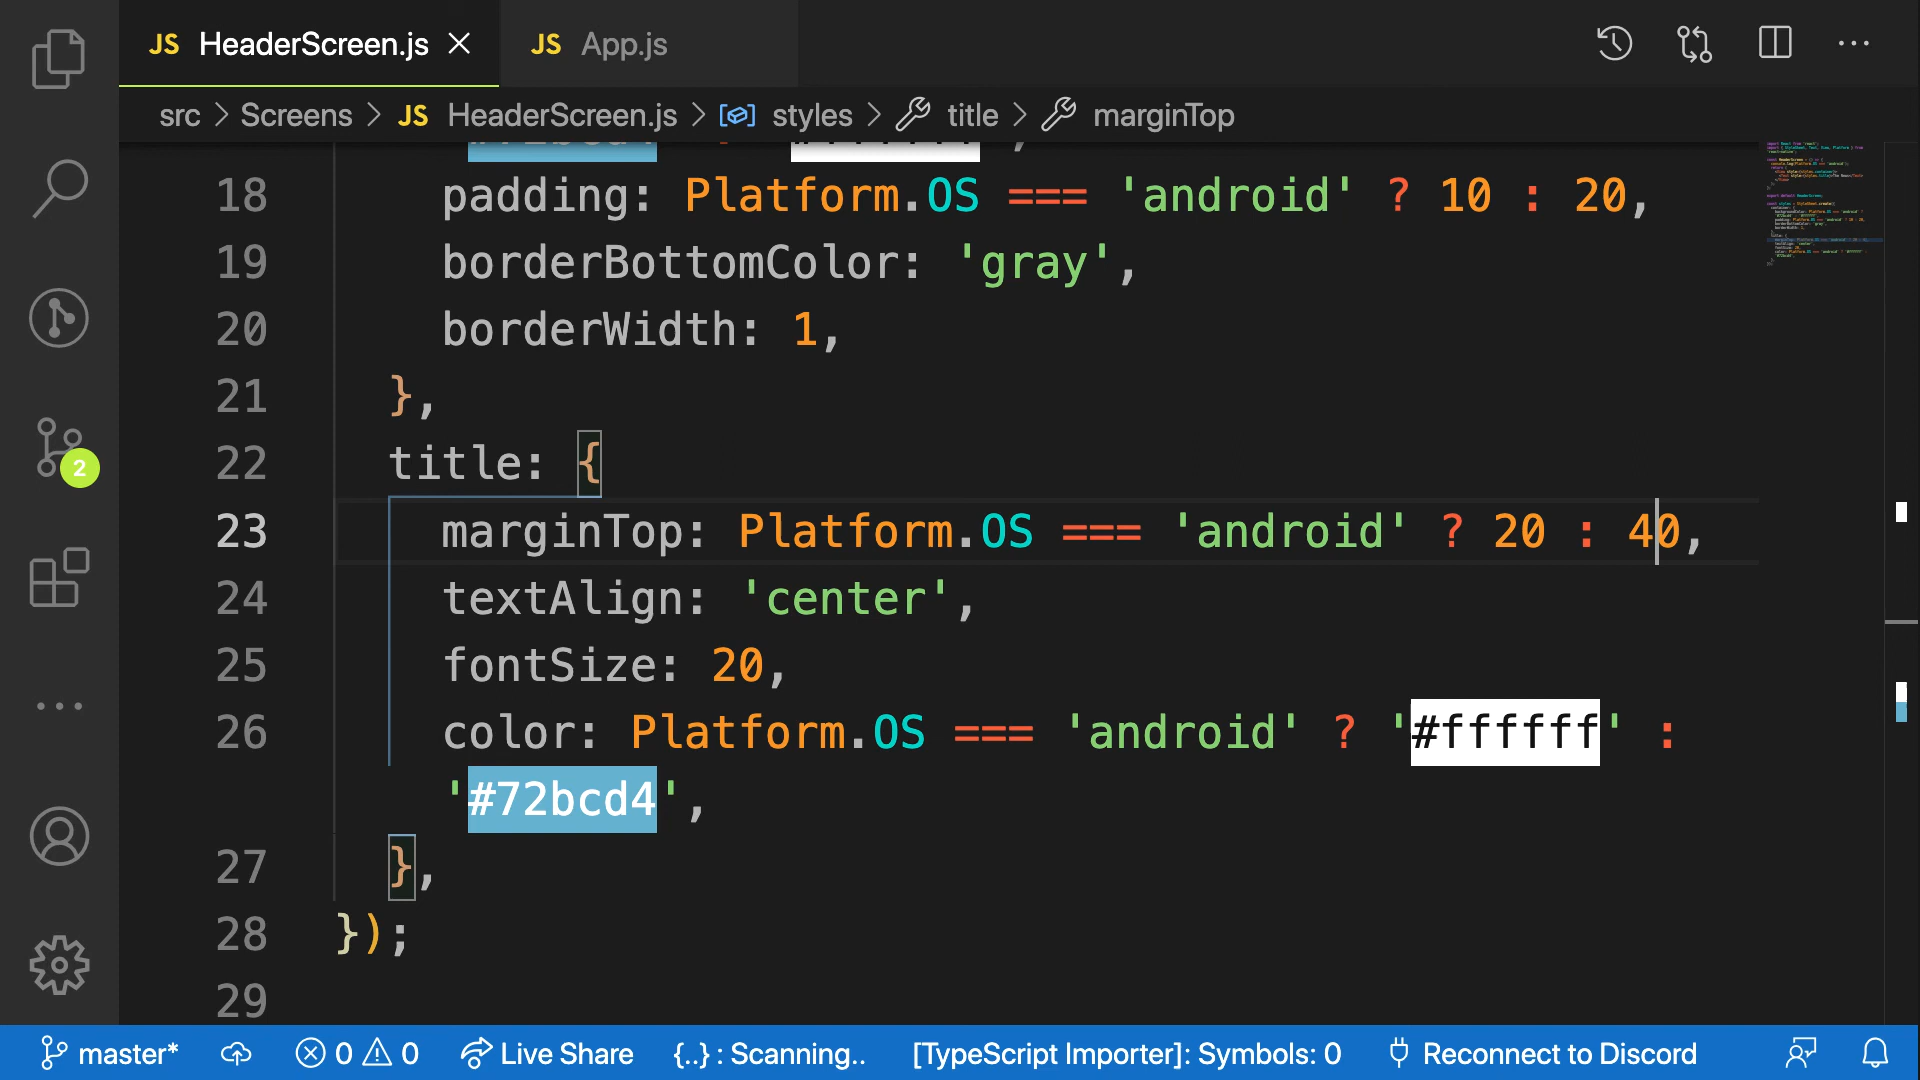 JS HeaderScreen.js
JS App.js
src > Screens > JS HeaderScreen.js > styles > title > marginTop
18 padding: Platform.OS === 'android' ? 10 : 20,
19 borderBottomColor: 'gray',
20 borderWidth: 1,
21 },
22 title: {
23 marginTop: Platform.OS === 'android' ? 20 : 40,
24 textAlign: 'center',
25 fontSize: 20,
26 color: Platform.OS === 'android' ? '#ffffff' :
'#72bcd4',
27 },
28 });
29
2
master* 0 0 Live Share {..} : Scanning.. [TypeScript Importer]: Symbols: 0 Reconnect to Discord